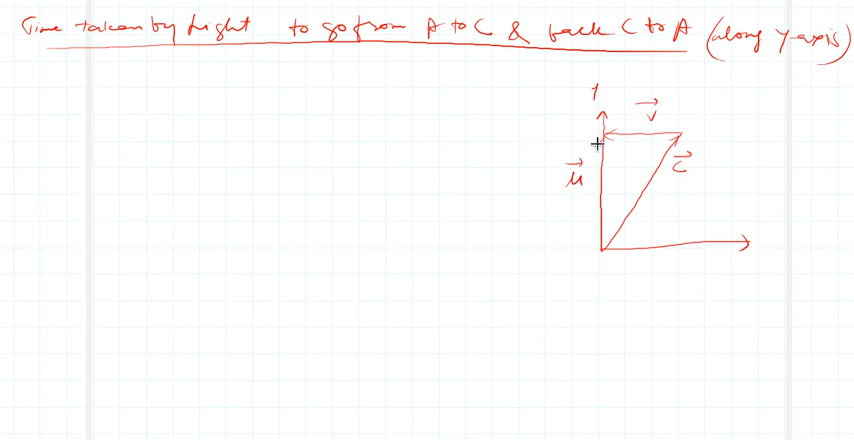 Time taken by light to go from A to C & back C to A (along Y-axis)
Y
v
u
c